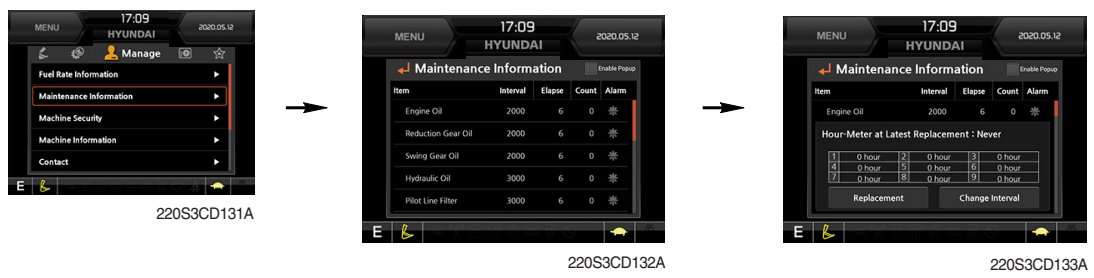 MENU 17:09 2020.05.12
HYUNDAI
Manage
Fuel Rate Information
Maintenance Information
Machine Security
Machine Information
Contact
E
220S3CD131A
MENU 17:09 2020.05.12
HYUNDAI
Maintenance Information Enable Popup
Item Interval Elapse Count Alarm
Engine Oil 2000 6 0
Reduction Gear Oil 2000 6 0
Swing Gear Oil 2000 6 0
Hydraulic Oil 3000 6 0
Pilot Line Filter 3000 6 0
E
220S3CD132A
MENU 17:09 2020.05.12
HYUNDAI
Maintenance Information Enable Popup
Item Interval Elapse Count Alarm
Engine Oil 2000 6 0
Hour-Meter at Latest Replacement : Never
1 0 hour 2 0 hour 3 0 hour
4 0 hour 5 0 hour 6 0 hour
7 0 hour 8 0 hour 9 0 hour
Replacement Change Interval
E
220S3CD133A